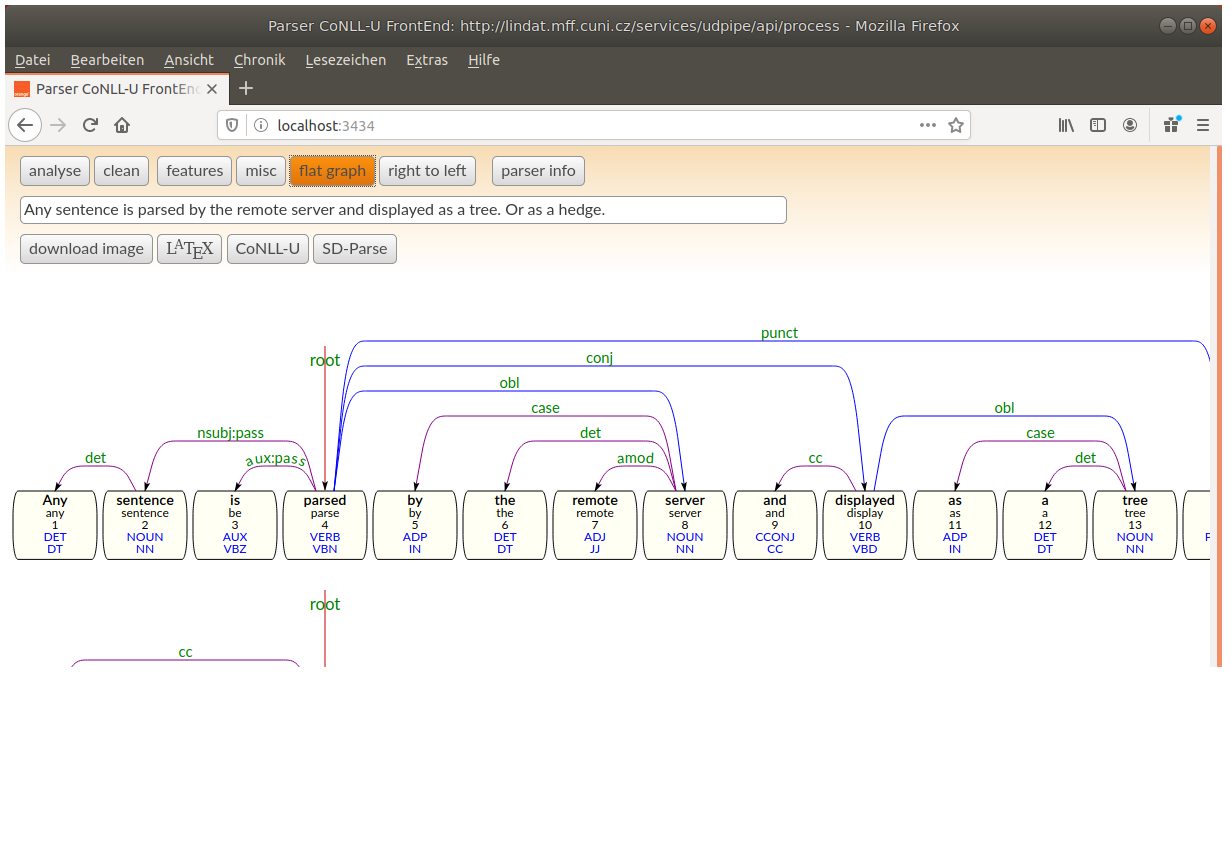 Parser CoNLL-U FrontEnd: http://lindat.mff.cuni.cz/services/udpipe/api/process - Mozilla Firefox
Datei Bearbeiten Ansicht Chronik Lesezeichen Extras Hilfe
Parser CoNLL-U FrontEn
localhost:3434
analyse clean features misc flat graph right to left parser info
Any sentence is parsed by the remote server and displayed as a tree. Or as a hedge.
download image LATEX CoNLL-U SD-Parse
punct
root conj
obl
case obl
nsubj:pass det case
det aux:pass amod cc det
Any sentence is parsed by the remote server and displayed as a tree
any sentence be parse by the remote server and display as a tree
1 2 3 4 5 6 7 8 9 10 11 12 13
DET NOUN AUX VERB ADP DET ADJ NOUN CCONJ VERB ADP DET NOUN
DT NN VBZ VBN IN DT JJ NN CC VBD IN DT NN
root
cc